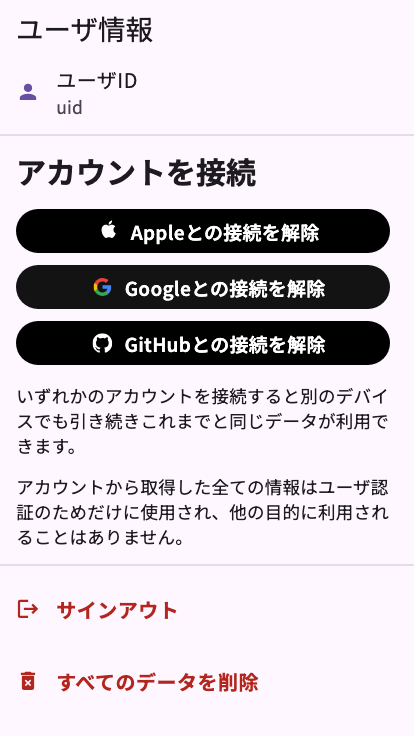 ユーザ情報
ユーザID
uid
アカウントを接続
Appleとの接続を解除
Googleとの接続を解除
GitHubとの接続を解除
いずれかのアカウントを接続すると別のデバイ
スでも引き続きこれまでと同じデータが利用で
きます。
アカウントから取得した全ての情報はユーザ認
証のためだけに使用され、他の目的に利用され
ることはありません。
サインアウト
すべてのデータを削除